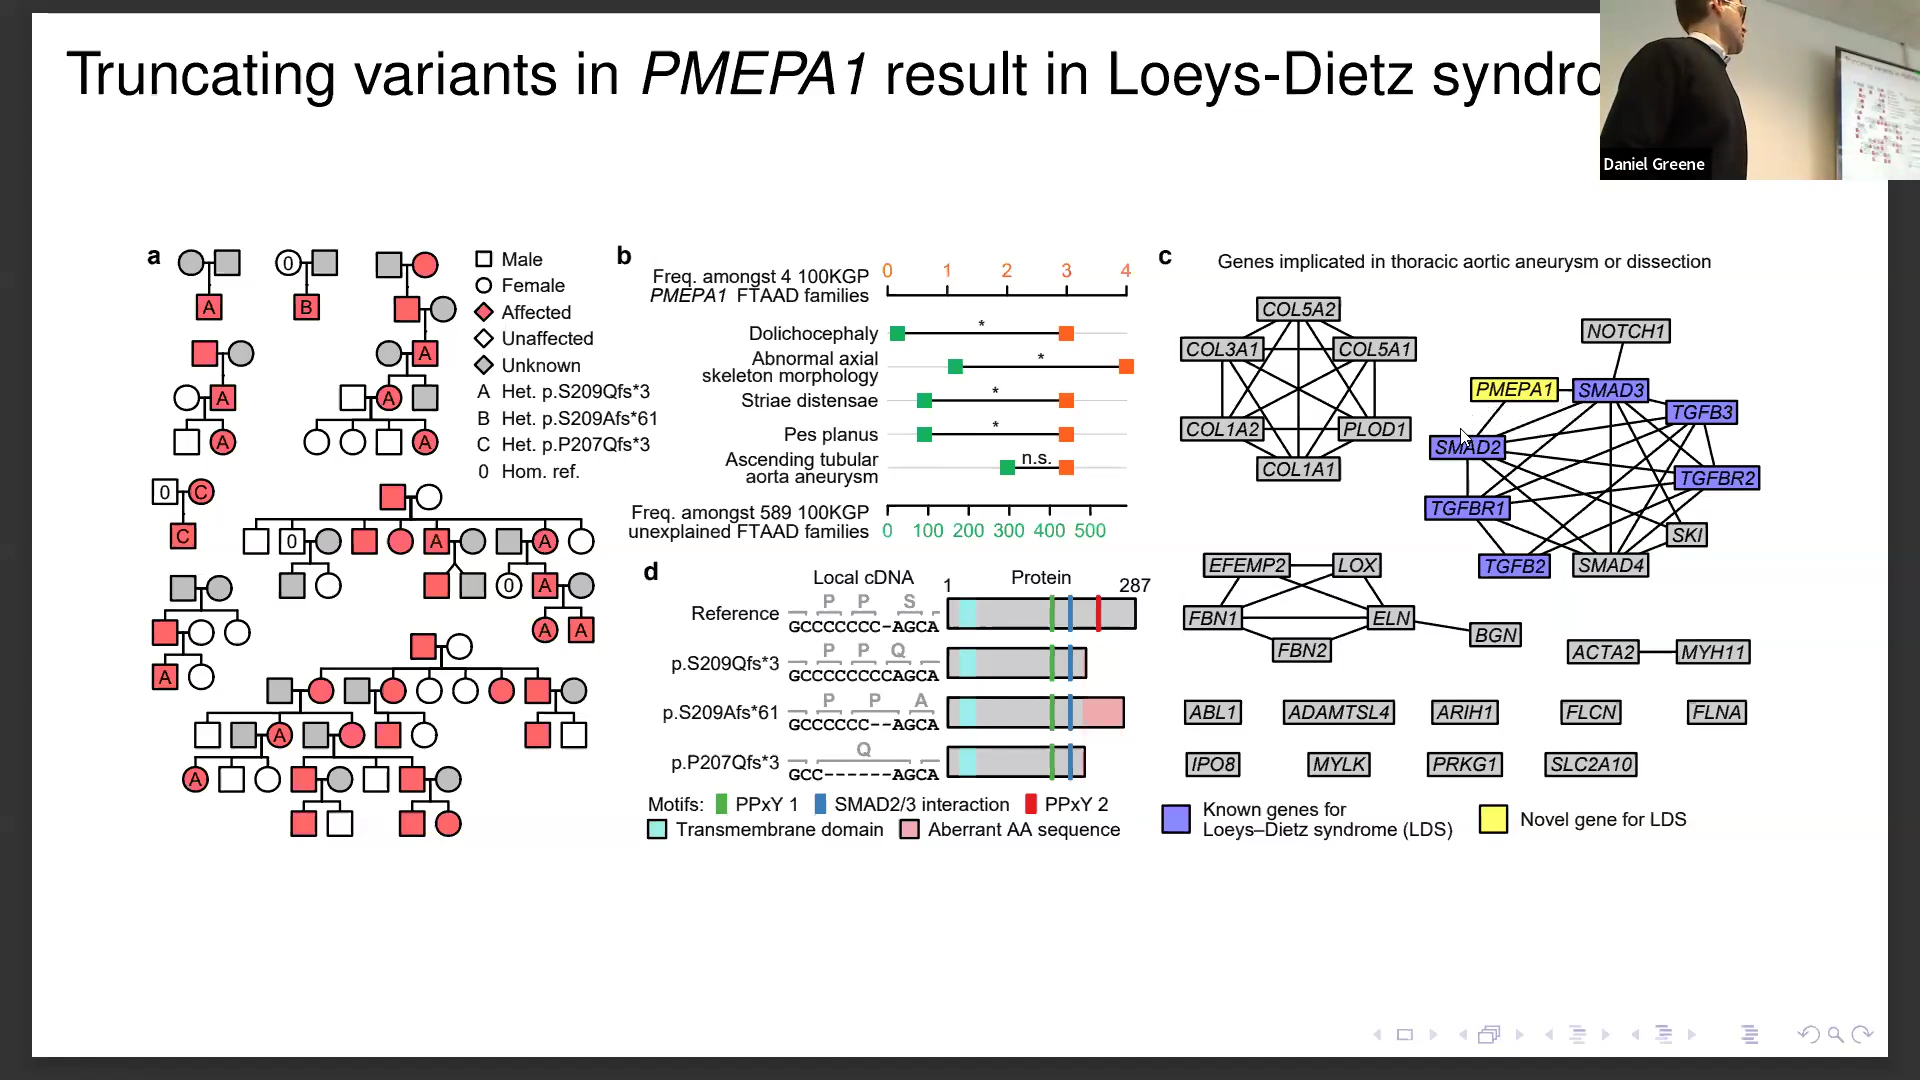 Truncating variants in PMEPA1 result in Loeys-Dietz syndro
Daniel Greene
a
0
A
B
A
A
A
A
A
A
Male
Female
Affected
Unaffected
Unknown
A Het. p.S209Qfs*3
B Het. p.S209Afs*61
C Het. p.P207Qfs*3
0 Hom. ref.
0 C
C
0 A A
0 A
A A
A
A
A
b
Freq. amongst 4 100KGP
PMEPA1 FTAAD families
0 1 2 3 4
Dolichocephaly *
Abnormal axial
skeleton morphology *
Striae distensae *
Pes planus *
Ascending tubular
aorta aneurysm n.s.
Freq. amongst 589 100KGP
unexplained FTAAD families
0 100 200 300 400 500
d
Local cDNA 1 Protein 287
P P S
Reference GCCCCCCC-AGCA
P P Q
p.S209Qfs*3 GCCCCCCCCAGCA
P P A
p.S209Afs*61 GCCCCCC--AGCA
Q
p.P207Qfs*3 GCC------AGCA
Motifs: PPxY 1 SMAD2/3 interaction PPxY 2
Transmembrane domain Aberrant AA sequence
c
Genes implicated in thoracic aortic aneurysm or dissection
COL5A2
COL3A1 COL5A1
COL1A2 PLOD1
COL1A1
NOTCH1
PMEPA1 SMAD3
TGFB3
SMAD2
TGFBR2
TGFBR1
SKI
TGFB2 SMAD4
EFEMP2 LOX
FBN1 ELN
BGN
FBN2
ACTA2 MYH11
ABL1 ADAMTSL4 ARIH1 FLCN FLNA
IPO8 MYLK PRKG1 SLC2A10
Known genes for
Loeys–Dietz syndrome (LDS)
Novel gene for LDS